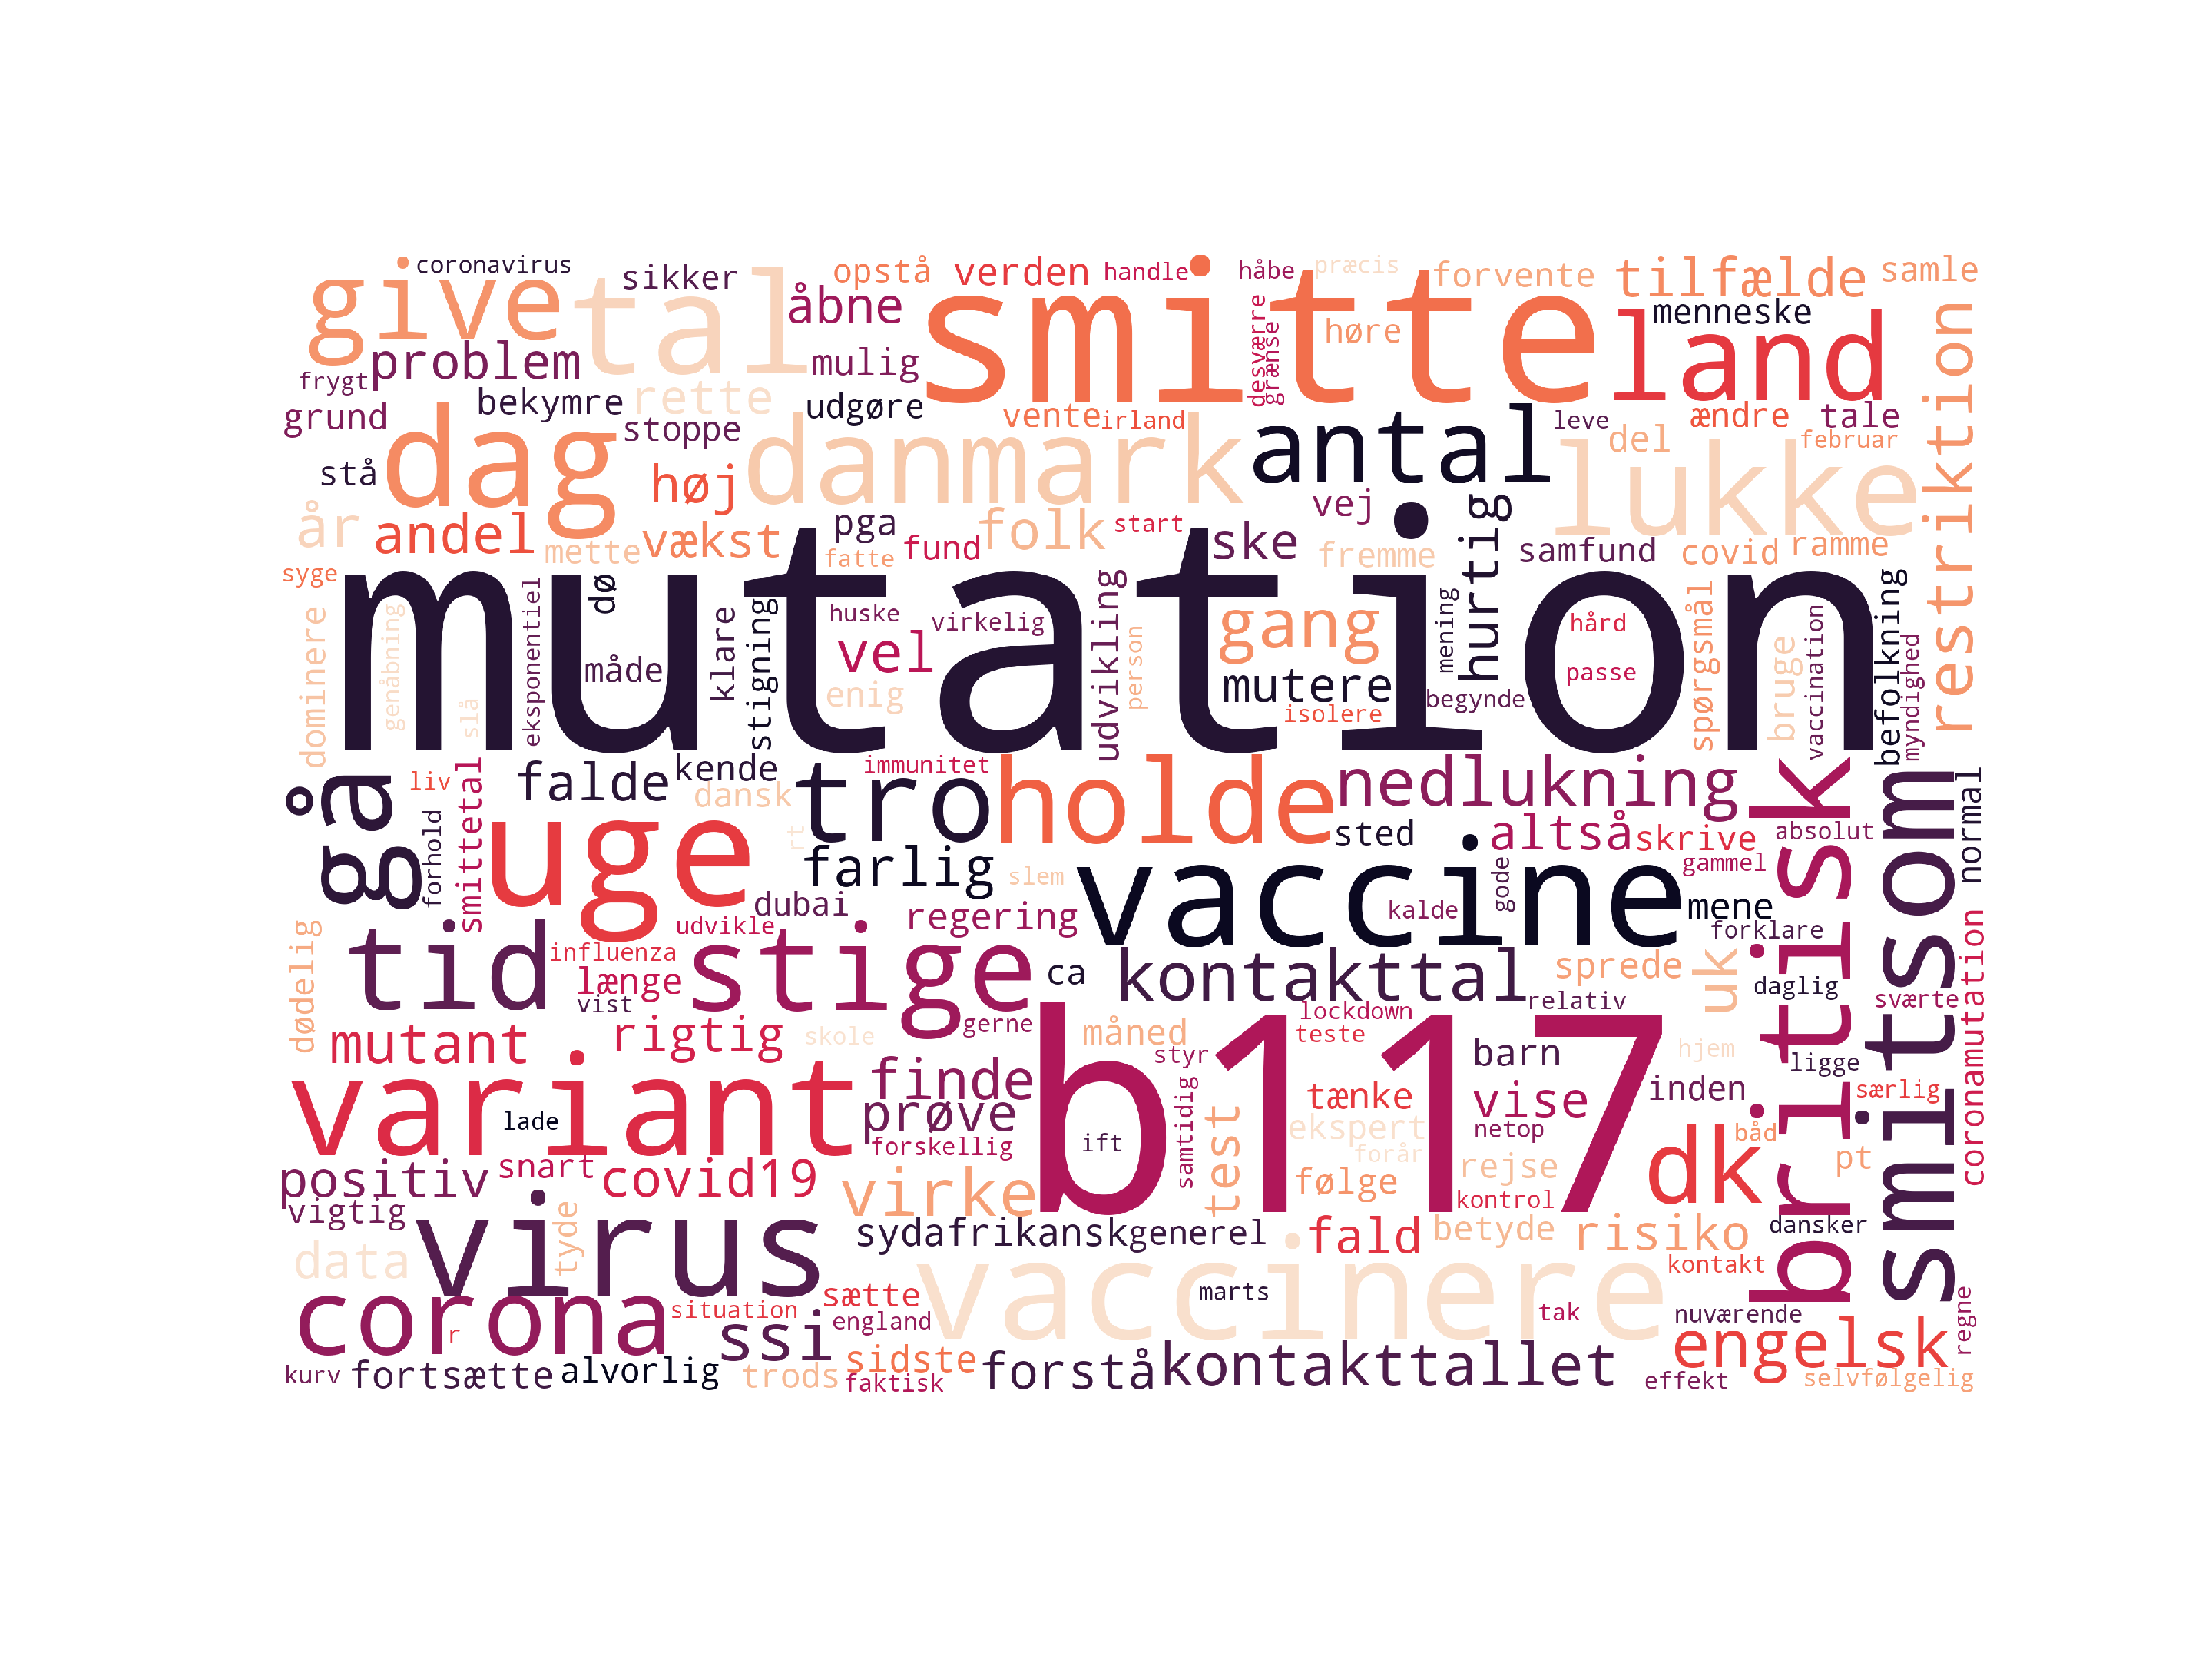 coronavirus
sikker
opstå
verden
handle
håbe
præcis
forvente
tilfælde
samle
give
tal
åbne
smitte
desværre
grænse
høre
menneske
land
restriktion
problem
mulig
frygt
rette
bekymre
udgøre
grund
stoppe
vente
irland
antal
leve
ændre
tale
del
februar
dag
danmark
lukke
stå
høj
vej
hurtig
år
andel
mette
vækst
pga
fatte
fund
folk
start
ske
fremme
samfund
covid
ramme
syge
mutation
dominere
genåbning
slå
eksponentiel
dø
måde
klare
stigning
huske
virkelig
vel
enig
udvikling
person
gang
mutere
isolere
mening
begynde
hård
passe
spørgsmål
bruge
vaccination
befolkning
myndighed
gå
liv
forhold
smittetal
falde
kende
dansk
rt
immunitet
tro
holde
nedlukning
sted
altså
skrive
britisk
absolut
smitsom
normal
uge
farlig
slem
vaccine
gode
kalde
gammel
mene
forklare
dubai
regering
udvikle
dødelig
tid
influenza
længe
vist
stige
ca
kontakttal
sprede
uk
daglig
relativ
sværte
coronamutation
mutant
rigtig
skole
gerne
måned
lockdown
teste
b117
styr
barn
hjem
ligge
variant
lade
finde
prøve
forskellig
ift
samtidig
test
tænke
ekspert
forår
vise
netop
inden
særlig
positiv
snart
covid19
virke
følge
rejse
kontrol
dk
båd
pt
vigtig
virus
tyde
sydafrikansk
generel
fald
betyde
risiko
dansker
data
vaccinere
kontakt
corona
r
situation
sætte
england
ssi
marts
tak
nuværende
engelsk
regne
kurv
fortsætte
alvorlig
trods
sidste
faktisk
forstå
kontakttallet
effekt
selvfølgelig